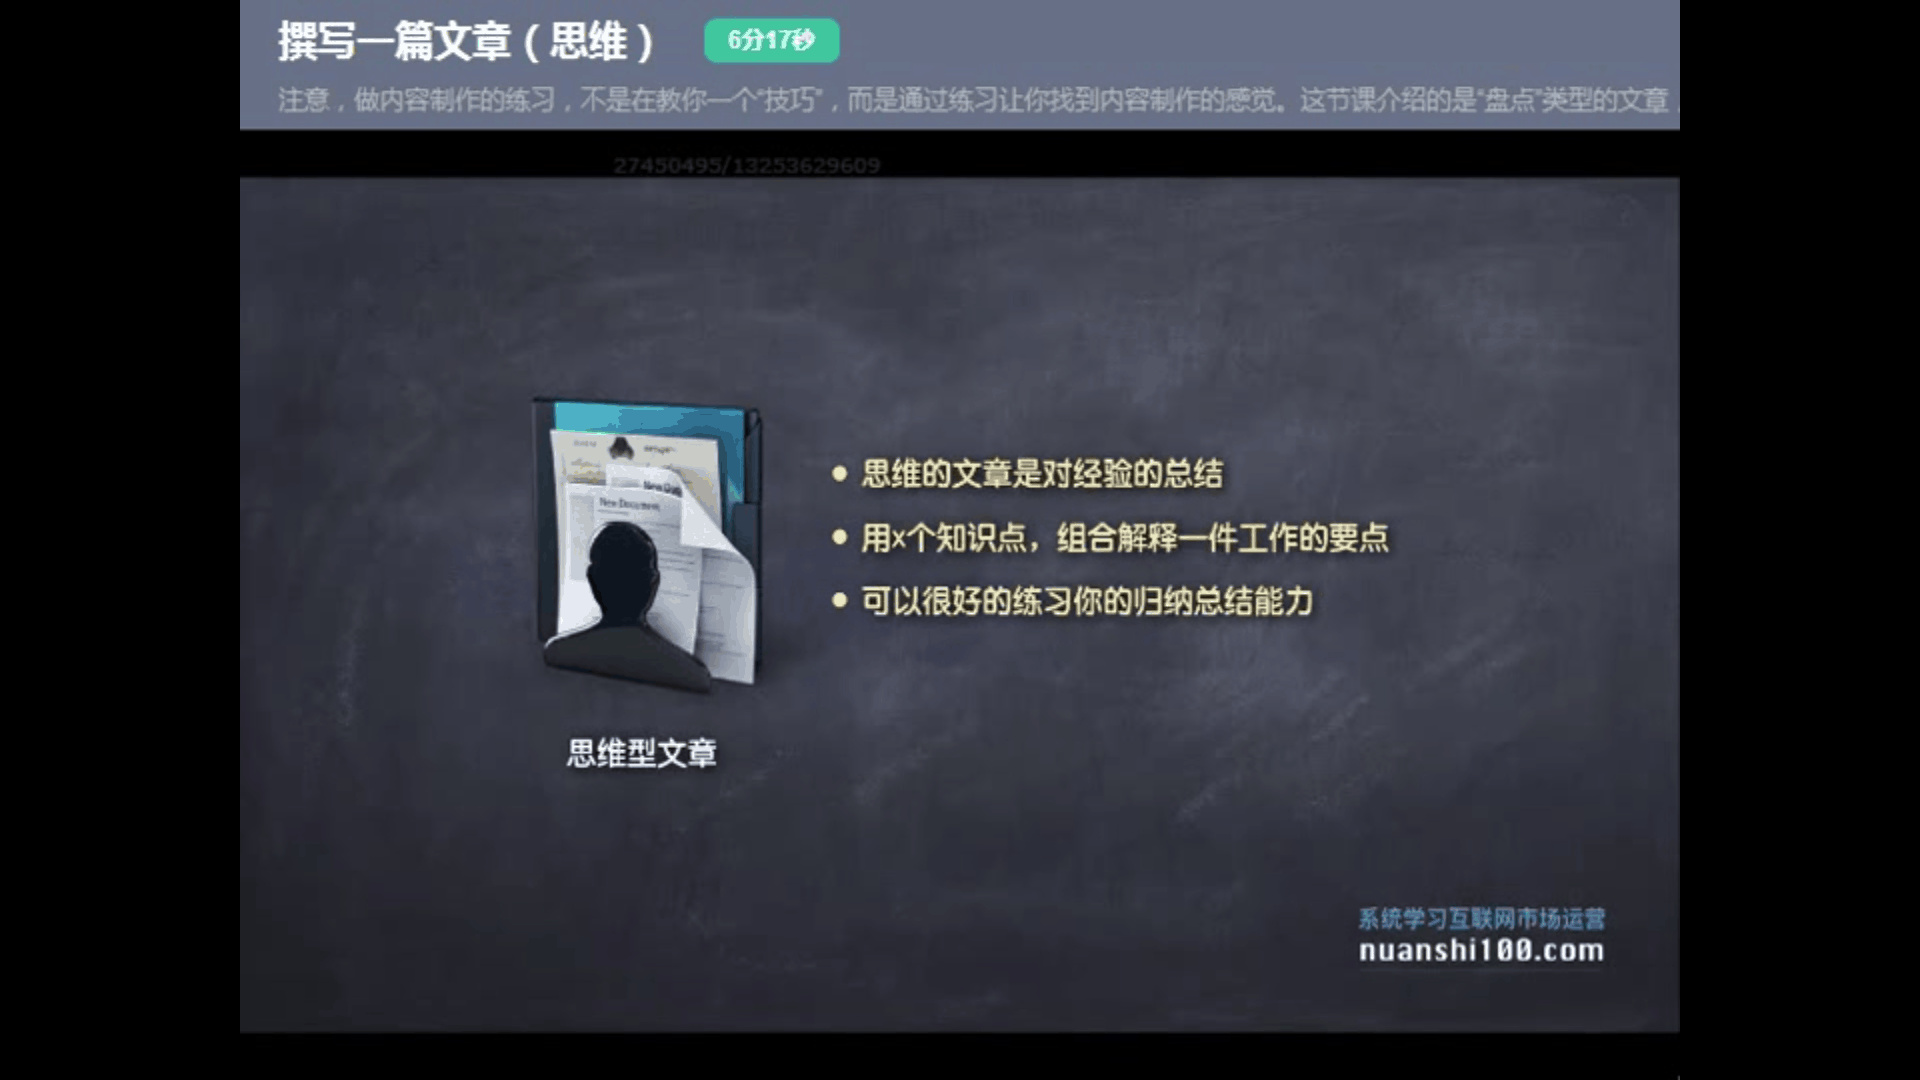 撰写一篇文章（思维）
6分17秒
注意，做内容制作的练习，不是在教你一个“技巧”，而是通过练习让你找到内容制作的感觉。这节课介绍的是“盘点”类型的文章，
27450495/13253629609
New Document
思维的文章是对经验的总结
用x个知识点，组合解释一件工作的要点
可以很好的练习你的归纳总结能力
思维型文章
系统学习互联网市场运营
nuanshi100.com